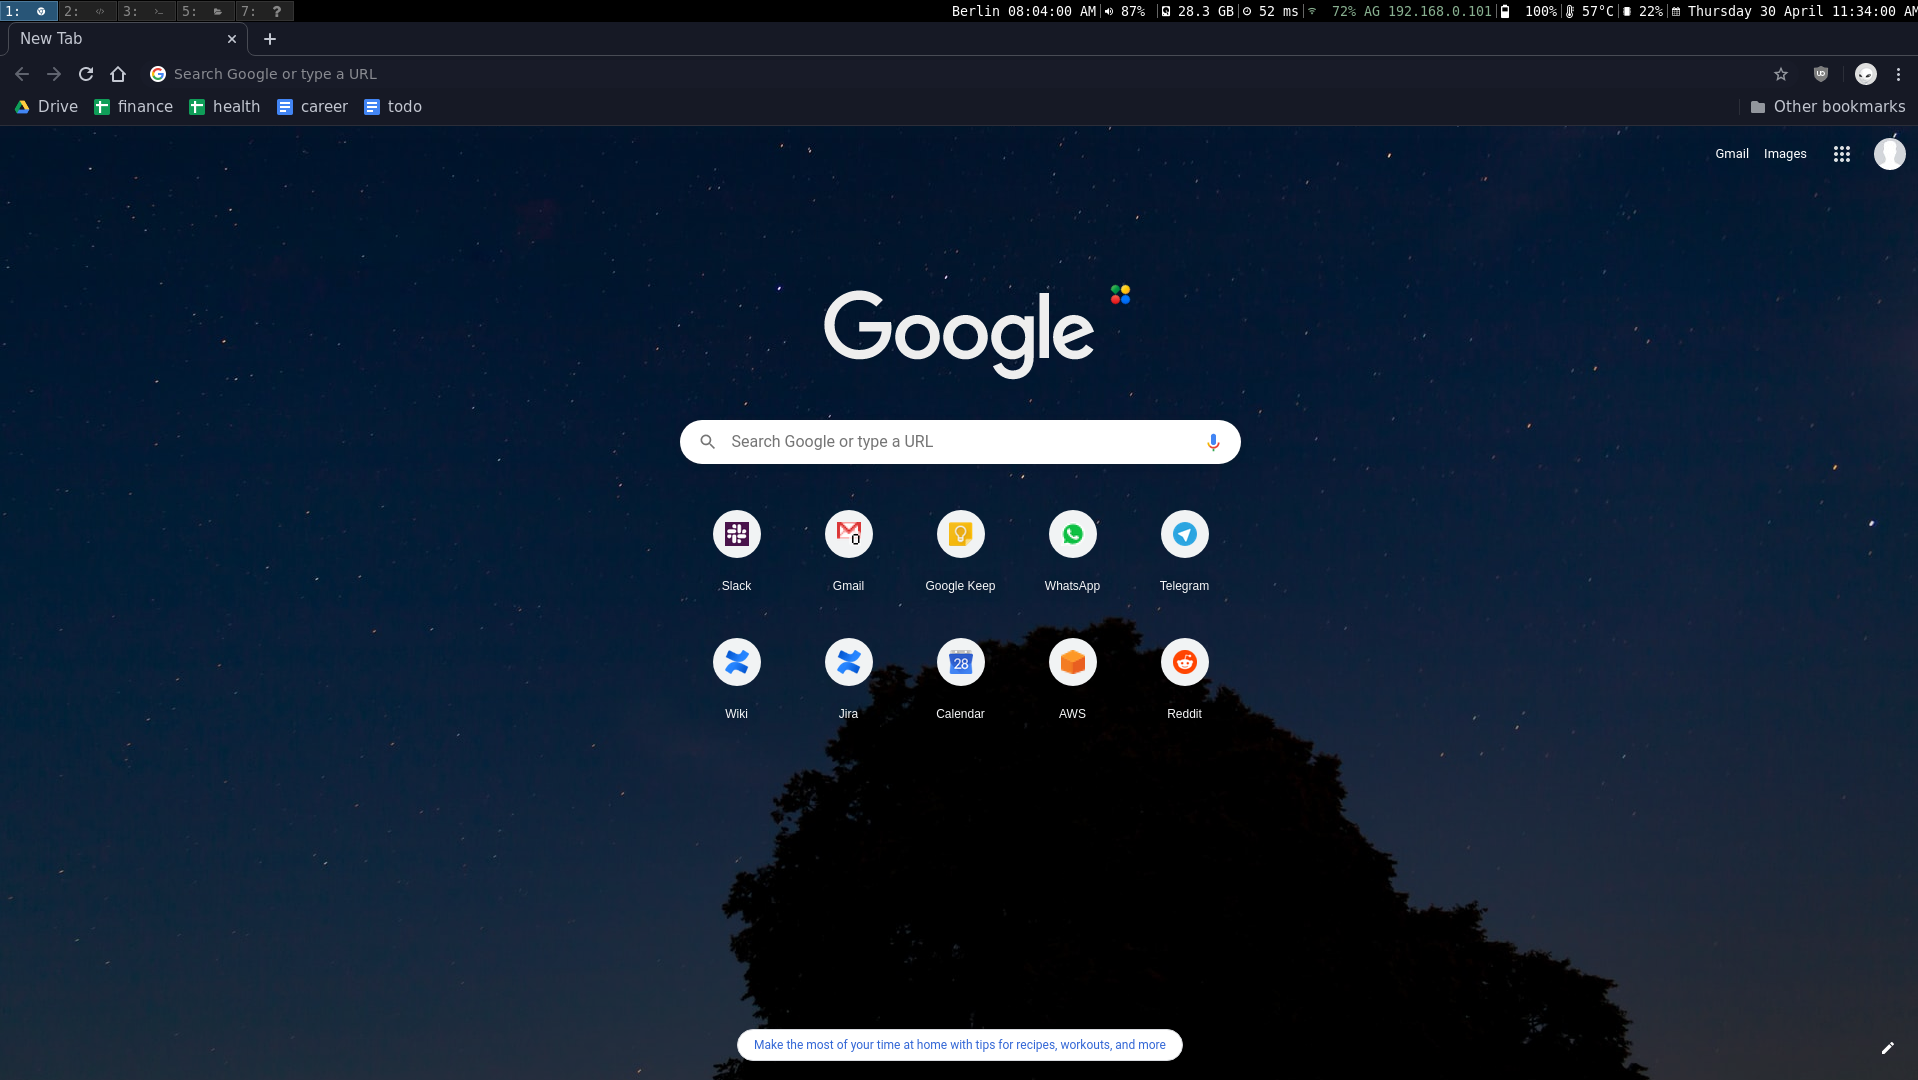 1: 2: 3: 5: 7: ? Berlin 08:04:00 AM 87% 28.3 GB 52 ms 72% AG 192.168.0.101 100% 57°C 22% Thursday 30 April 11:34:00 AM
New Tab
Search Google or type a URL
Drive finance health career todo Other bookmarks
Gmail Images
Google
Search Google or type a URL
0
Slack Gmail Google Keep WhatsApp Telegram
28
Wiki Jira Calendar AWS Reddit
Make the most of your time at home with tips for recipes, workouts, and more